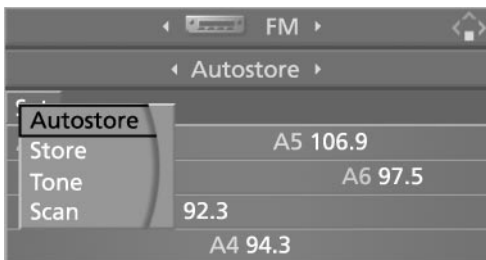 FM
Autostore
Autostore
Store
A5 106.9
Tone
A6 97.5
Scan
92.3
A4 94.3